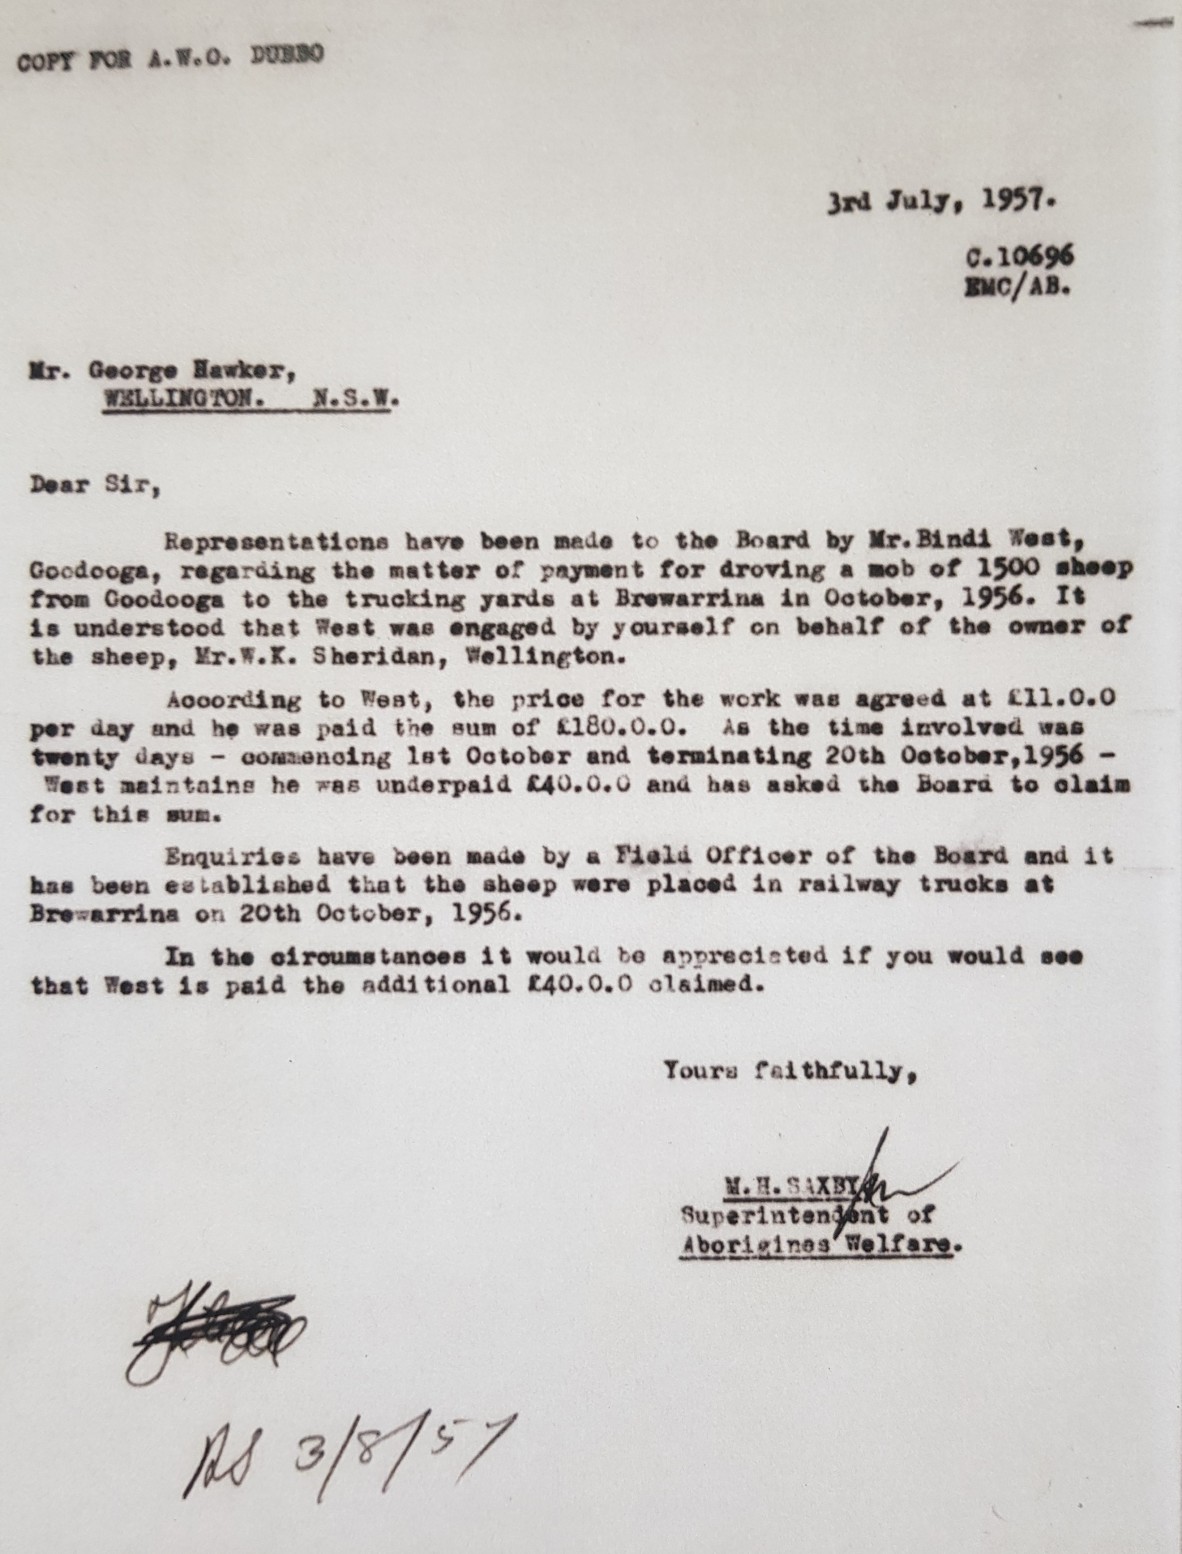 COPY FOR A.W.O. DUBBO
3rd July, 1957.
C.10696
EMC/AB.
Mr. George Hawker,
WELLINGTON. N.S.W.
Dear Sir,
Representations have been made to the Board by Mr.Bindi West,
Goodooga, regarding the matter of payment for droving a mob of 1500 sheep
from Goodooga to the trucking yards at Brewarrina in October, 1956. It
is understood that West was engaged by yourself on behalf of the owner of
the sheep, Mr.W.K. Sheridan, Wellington.
According to West, the price for the work was agreed at £11.0.0
per day and he was paid the sum of £180.0.0. As the time involved was
twenty days - commencing 1st October and terminating 20th October,1956 -
West maintains he was underpaid £40.0.0 and has asked the Board to claim
for this sum.
Enquiries have been made by a Field Officer of the Board and it
has been established that the sheep were placed in railway trucks at
Brewarrina on 20th October, 1956.
In the circumstances it would be appreciated if you would see
that West is paid the additional £40.0.0 claimed.
Yours faithfully,
M.H. SAXBY
Superintendent of
Aborigines Welfare.
3/8/57